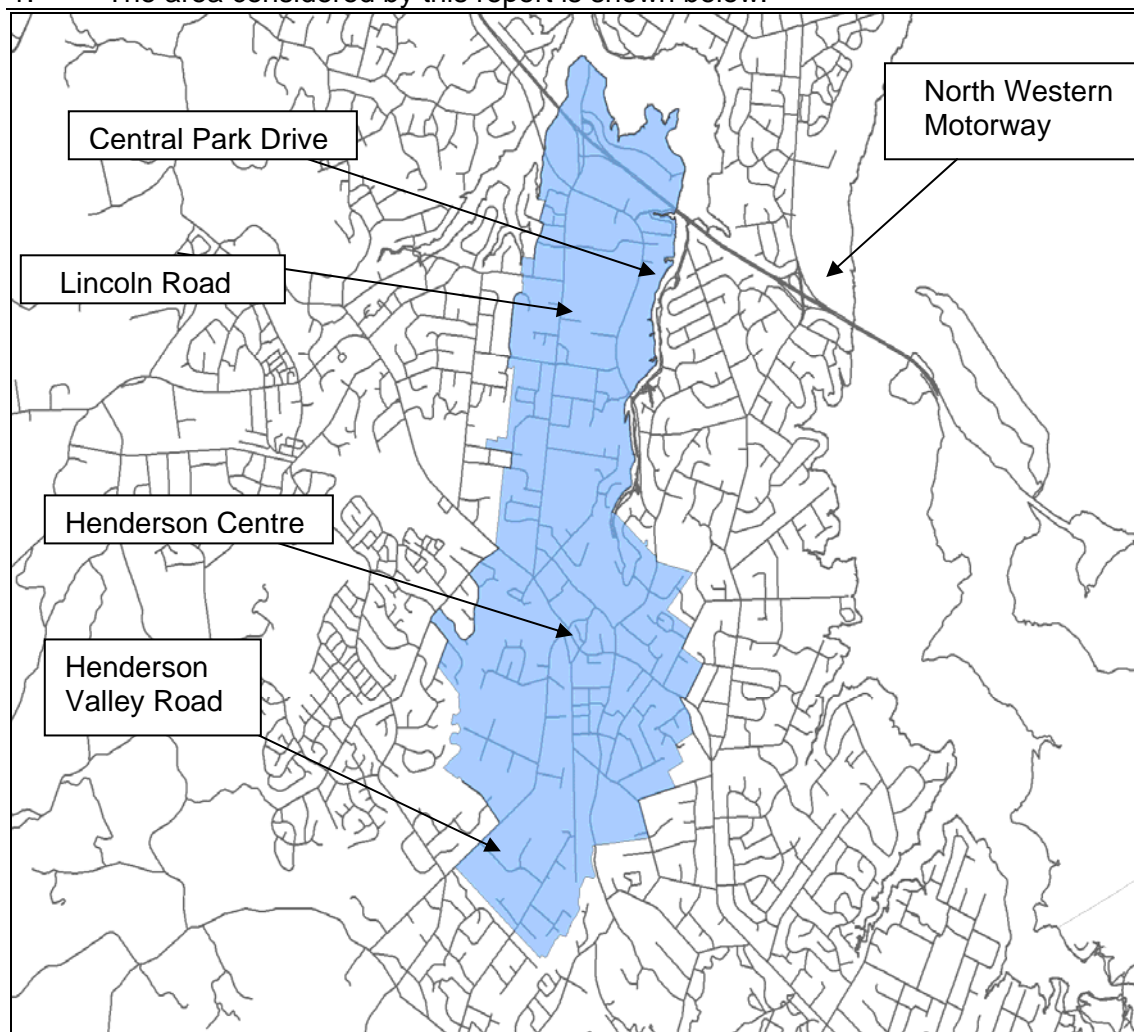 The area considered by this report is shown below.
North Western
Motorway
Central Park Drive
Lincoln Road
Henderson Centre
Henderson
Valley Road